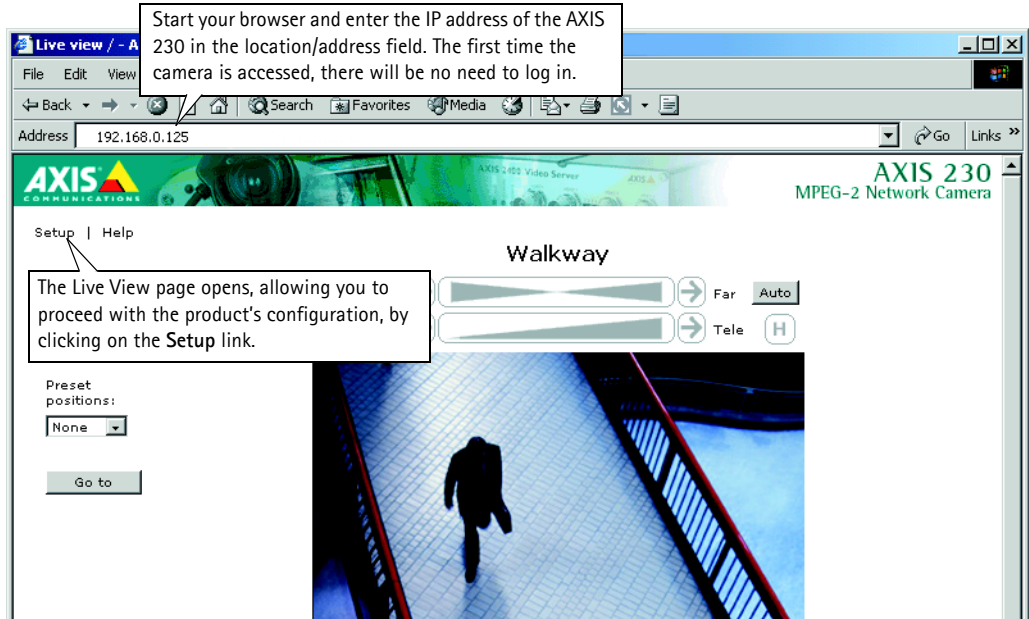 Start your browser and enter the IP address of the AXIS
230 in the location/address field. The first time the
camera is accessed, there will be no need to log in.
Live view / - A
File Edit View
Back Search Favorites Media
Address 192.168.0.125 Go Links »
AXIS
COMMUNICATIONS
AXIS 2400 Video Server
AXIS 230
MPEG-2 Network Camera
Setup | Help
Walkway
The Live View page opens, allowing you to
proceed with the product's configuration, by
clicking on the Setup link.
Far Auto
Tele H
Preset
positions:
None
Go to